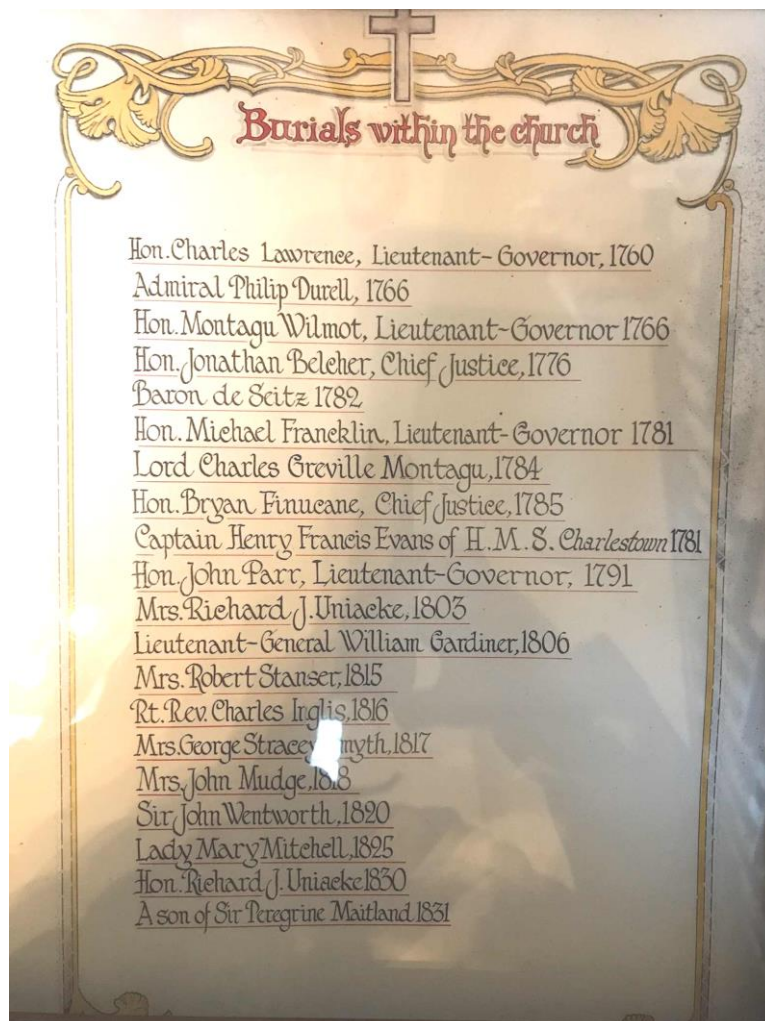 Burials within the church
Hon. Charles Lawrence, Lieutenant-Governor, 1760
Admiral Philip Durell, 1766
Hon. Montagu Wilmot, Lieutenant-Governor 1766
Hon. Jonathan Belcher, Chief Justice, 1776
Baron de Seitz 1782
Hon. Michael Francklin, Lieutenant-Governor 1781
Lord Charles Greville Montagu, 1784
Hon. Bryan Finucane, Chief Justice, 1785
Captain Henry Francis Evans of H.M.S. Charlestown 1781
Hon. John Parr, Lieutenant-Governor, 1791
Mrs. Richard J. Uniacke, 1803
Lieutenant-General William Gardiner, 1806
Mrs. Robert Stanser, 1815
Rt. Rev. Charles Inglis, 1816
Mrs. George Stracey Smyth, 1817
Mrs. John Mudge, 1818
Sir John Wentworth, 1820
Lady Mary Mitchell, 1825
Hon. Richard J. Uniacke 1830
A son of Sir Peregrine Maitland 1831